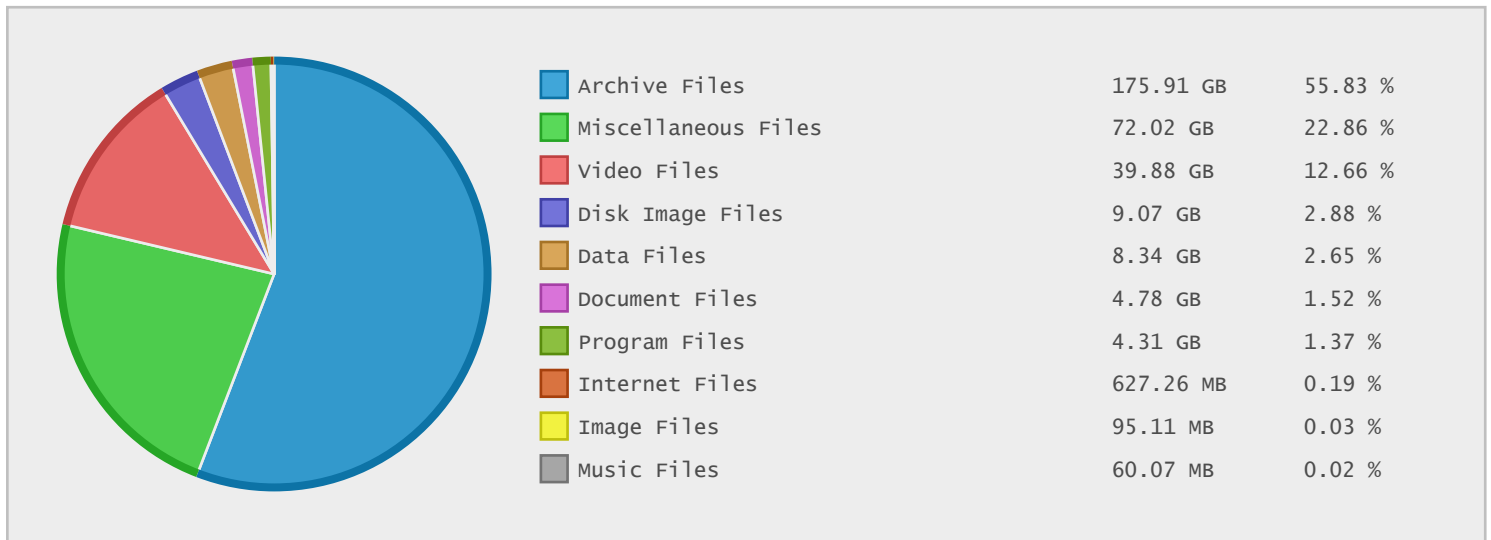 Archive Files 175.91 GB 55.83 %
Miscellaneous Files 72.02 GB 22.86 %
Video Files 39.88 GB 12.66 %
Disk Image Files 9.07 GB 2.88 %
Data Files 8.34 GB 2.65 %
Document Files 4.78 GB 1.52 %
Program Files 4.31 GB 1.37 %
Internet Files 627.26 MB 0.19 %
Image Files 95.11 MB 0.03 %
Music Files 60.07 MB 0.02 %